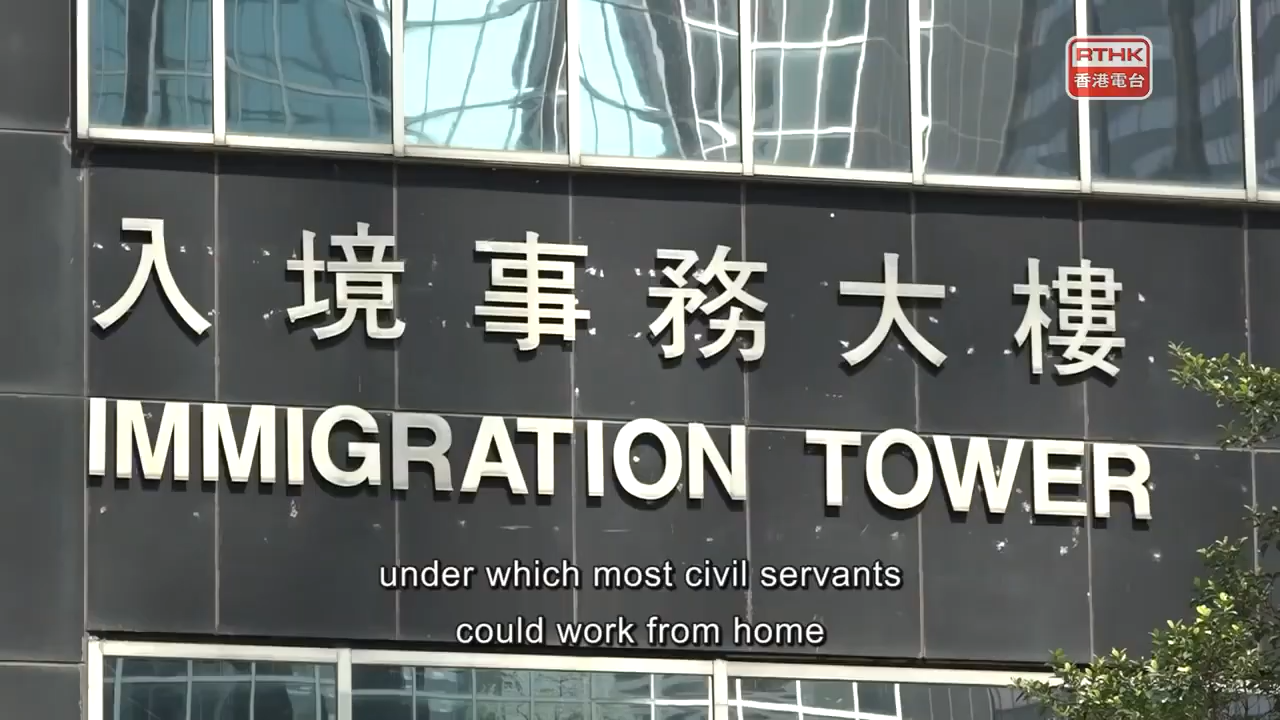 RTHK
香港電台
入境事務大樓
IMMIGRATION TOWER
under which most civil servants
could work from home